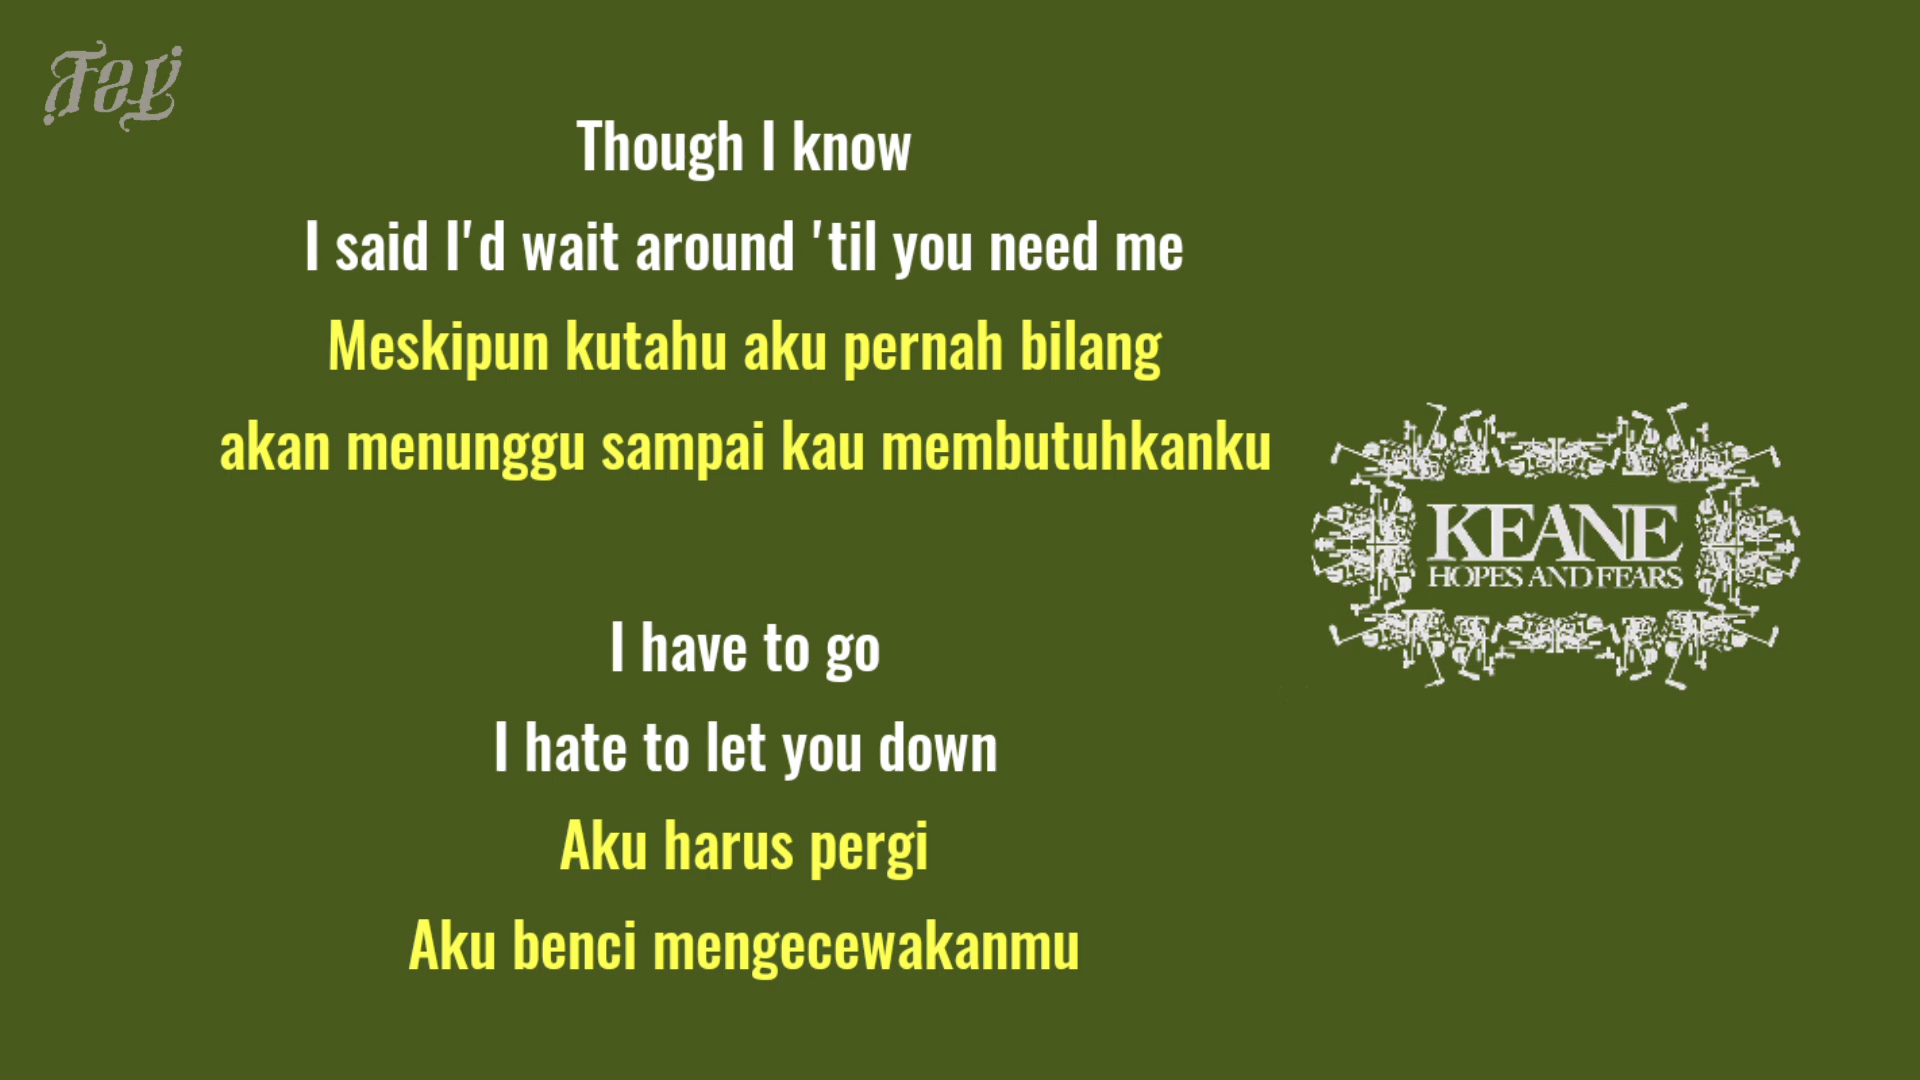 Though I know
I said I'd wait around 'til you need me
Meskipun kutahu aku pernah bilang
akan menunggu sampai kau membutuhkanku
I have to go
I hate to let you down
Aku harus pergi
Aku benci mengecewakanmu
KEANE
HOPES AND FEARS